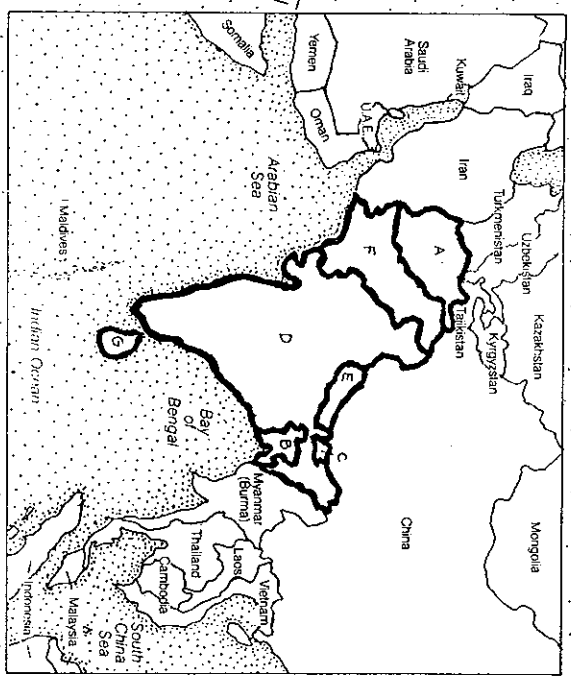 Somalia
Yemen
Saudi
Arabia
Kuwait
Iraq
Oman
U.A.E.
Iran
Turkmenistan
Uzbekistan
Kazakhstan
Kyrgyzstan
Tajikistan
Arabian
Sea
Maldives
Indian Ocean
A
F
D
E
C
B
G
Bay
of
Bengal
Myanmar
(Burma)
China
Mongolia
Thailand
Laos
Vietnam
Cambodia
South
China
Sea
Malaysia
Indonesia